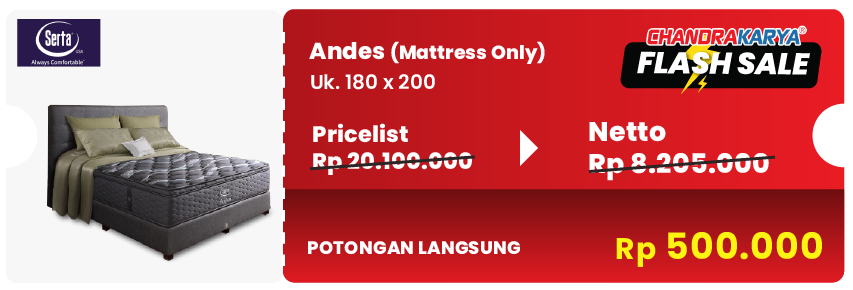 Serta
USA
Always Comfortable®
CHANDRAKARYA®
FLASH SALE
Andes (Mattress Only)
Uk. 180 x 200
Pricelist
Rp 20.100.000
Netto
Rp 8.205.000
POTONGAN LANGSUNG
Rp 500.000
Serta